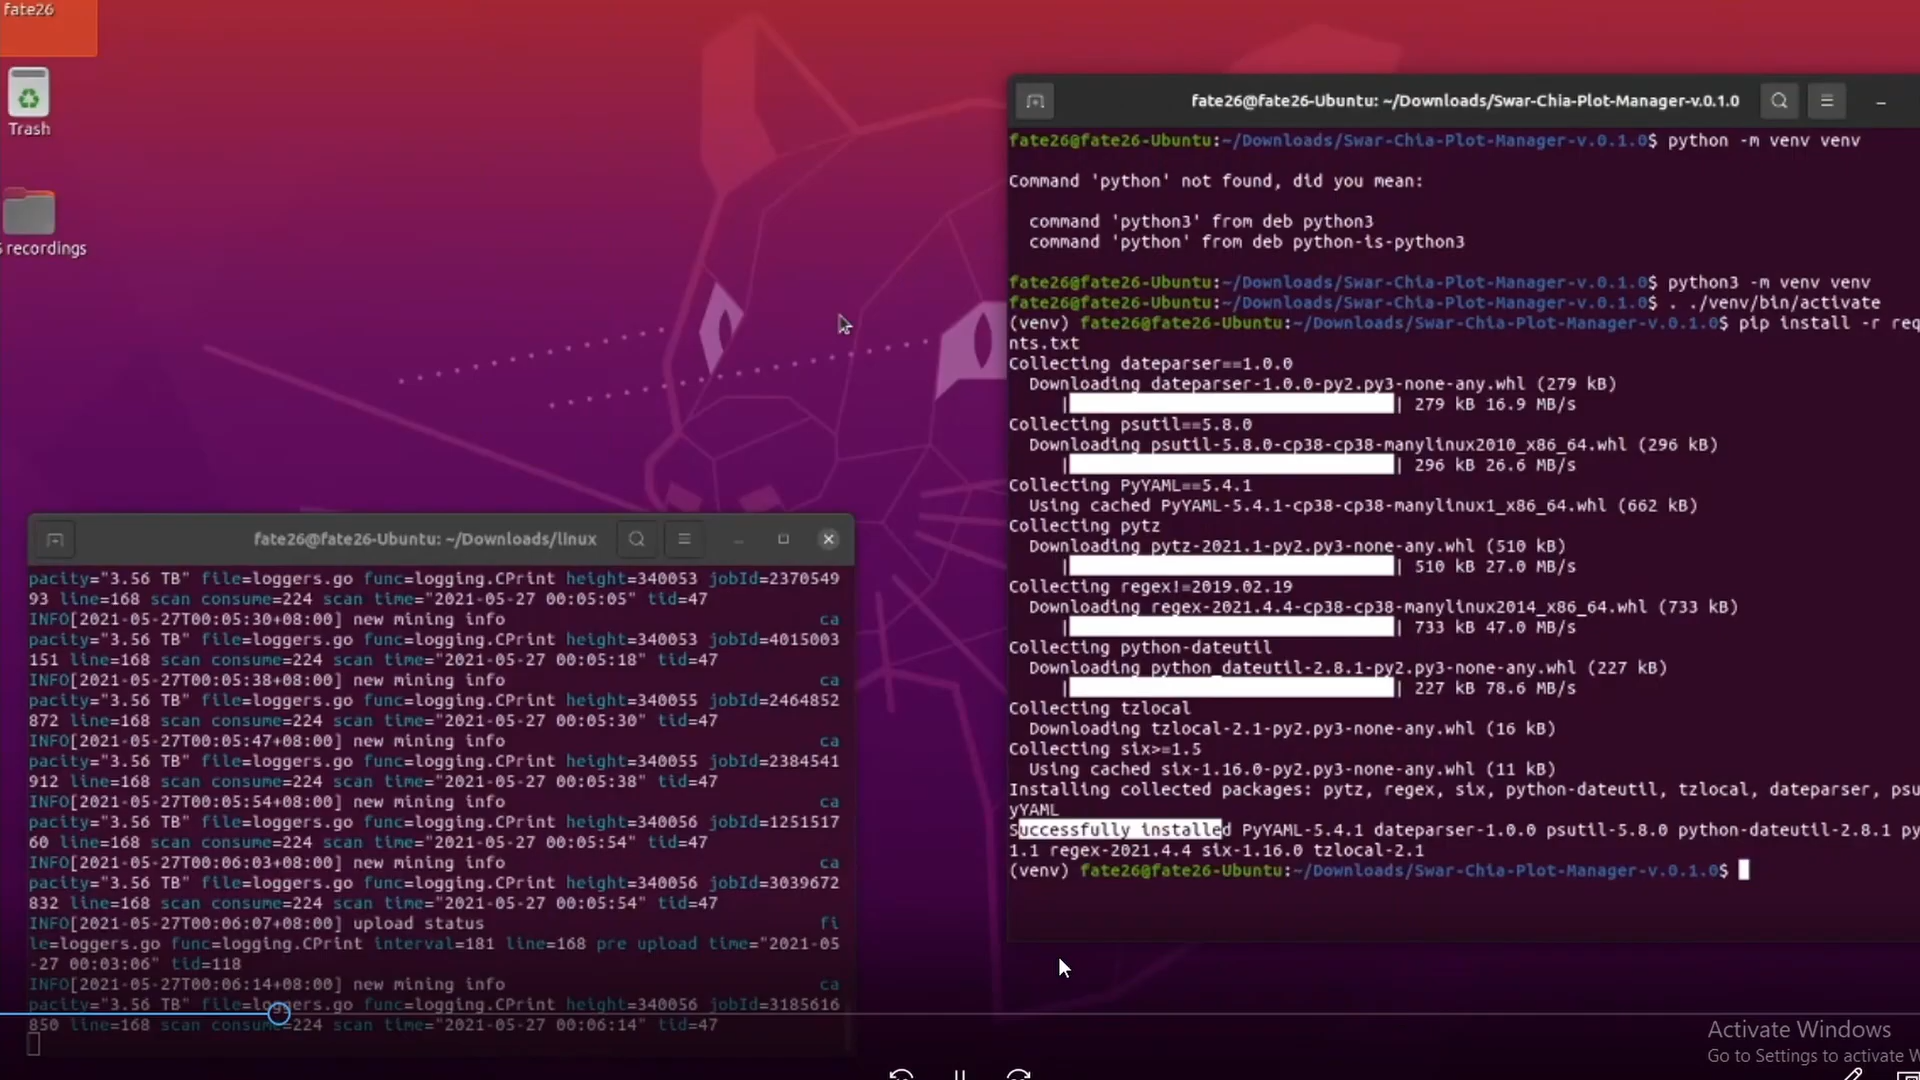 fate26
Trash
recordings
fate26@fate26-Ubuntu: ~/Downloads/linux
pacity="3.56 TB" file=loggers.go func=logging.CPrint height=340053 jobId=2370549
93 line=168 scan consume=224 scan time="2021-05-27 00:05:05" tid=47
INFO[2021-05-27T00:05:30+08:00] new mining info ca
pacity="3.56 TB" file=loggers.go func=logging.CPrint height=340053 jobId=4015003
151 line=168 scan consume=224 scan time="2021-05-27 00:05:18" tid=47
INFO[2021-05-27T00:05:38+08:00] new mining info ca
pacity="3.56 TB" file=loggers.go func=logging.CPrint height=340055 jobId=2464852
872 line=168 scan consume=224 scan time="2021-05-27 00:05:30" tid=47
INFO[2021-05-27T00:05:47+08:00] new mining info ca
pacity="3.56 TB" file=loggers.go func=logging.CPrint height=340055 jobId=2384541
912 line=168 scan consume=224 scan time="2021-05-27 00:05:38" tid=47
INFO[2021-05-27T00:05:54+08:00] new mining info ca
pacity="3.56 TB" file=loggers.go func=logging.CPrint height=340056 jobId=1251517
60 line=168 scan consume=224 scan time="2021-05-27 00:05:54" tid=47
INFO[2021-05-27T00:06:03+08:00] new mining info ca
pacity="3.56 TB" file=loggers.go func=logging.CPrint height=340056 jobId=3039672
832 line=168 scan consume=224 scan time="2021-05-27 00:05:54" tid=47
INFO[2021-05-27T00:06:07+08:00] upload status fi
le=loggers.go func=logging.CPrint interval=181 line=168 pre upload time="2021-05
-27 00:03:06" tid=118
INFO[2021-05-27T00:06:14+08:00] new mining info ca
pacity="3.56 TB" file=loggers.go func=logging.CPrint height=340056 jobId=3185616
850 line=168 scan consume=224 scan time="2021-05-27 00:06:14" tid=47
fate26@fate26-Ubuntu: ~/Downloads/Swar-Chia-Plot-Manager-v.0.1.0
fate26@fate26-Ubuntu:~/Downloads/Swar-Chia-Plot-Manager-v.0.1.0$ python -m venv venv
Command 'python' not found, did you mean:
command 'python3' from deb python3
command 'python' from deb python-is-python3
fate26@fate26-Ubuntu:~/Downloads/Swar-Chia-Plot-Manager-v.0.1.0$ python3 -m venv venv
fate26@fate26-Ubuntu:~/Downloads/Swar-Chia-Plot-Manager-v.0.1.0$ . ./venv/bin/activate
(venv) fate26@fate26-Ubuntu:~/Downloads/Swar-Chia-Plot-Manager-v.0.1.0$ pip install -r req
nts.txt
Collecting dateparser==1.0.0
Downloading dateparser-1.0.0-py2.py3-none-any.whl (279 kB)
| | 279 kB 16.9 MB/s
Collecting psutil==5.8.0
Downloading psutil-5.8.0-cp38-cp38-manylinux2010_x86_64.whl (296 kB)
| | 296 kB 26.6 MB/s
Collecting PyYAML==5.4.1
Using cached PyYAML-5.4.1-cp38-cp38-manylinux1_x86_64.whl (662 kB)
Collecting pytz
Downloading pytz-2021.1-py2.py3-none-any.whl (510 kB)
| | 510 kB 27.0 MB/s
Collecting regex!=2019.02.19
Downloading regex-2021.4.4-cp38-cp38-manylinux2014_x86_64.whl (733 kB)
| | 733 kB 47.0 MB/s
Collecting python-dateutil
Downloading python_dateutil-2.8.1-py2.py3-none-any.whl (227 kB)
| | 227 kB 78.6 MB/s
Collecting tzlocal
Downloading tzlocal-2.1-py2.py3-none-any.whl (16 kB)
Collecting six>=1.5
Using cached six-1.16.0-py2.py3-none-any.whl (11 kB)
Installing collected packages: pytz, regex, six, python-dateutil, tzlocal, dateparser, psu
yYAML
Successfully installed PyYAML-5.4.1 dateparser-1.0.0 psutil-5.8.0 python-dateutil-2.8.1 py
1.1 regex-2021.4.4 six-1.16.0 tzlocal-2.1
(venv) fate26@fate26-Ubuntu:~/Downloads/Swar-Chia-Plot-Manager-v.0.1.0$
Activate Windows
Go to Settings to activate W